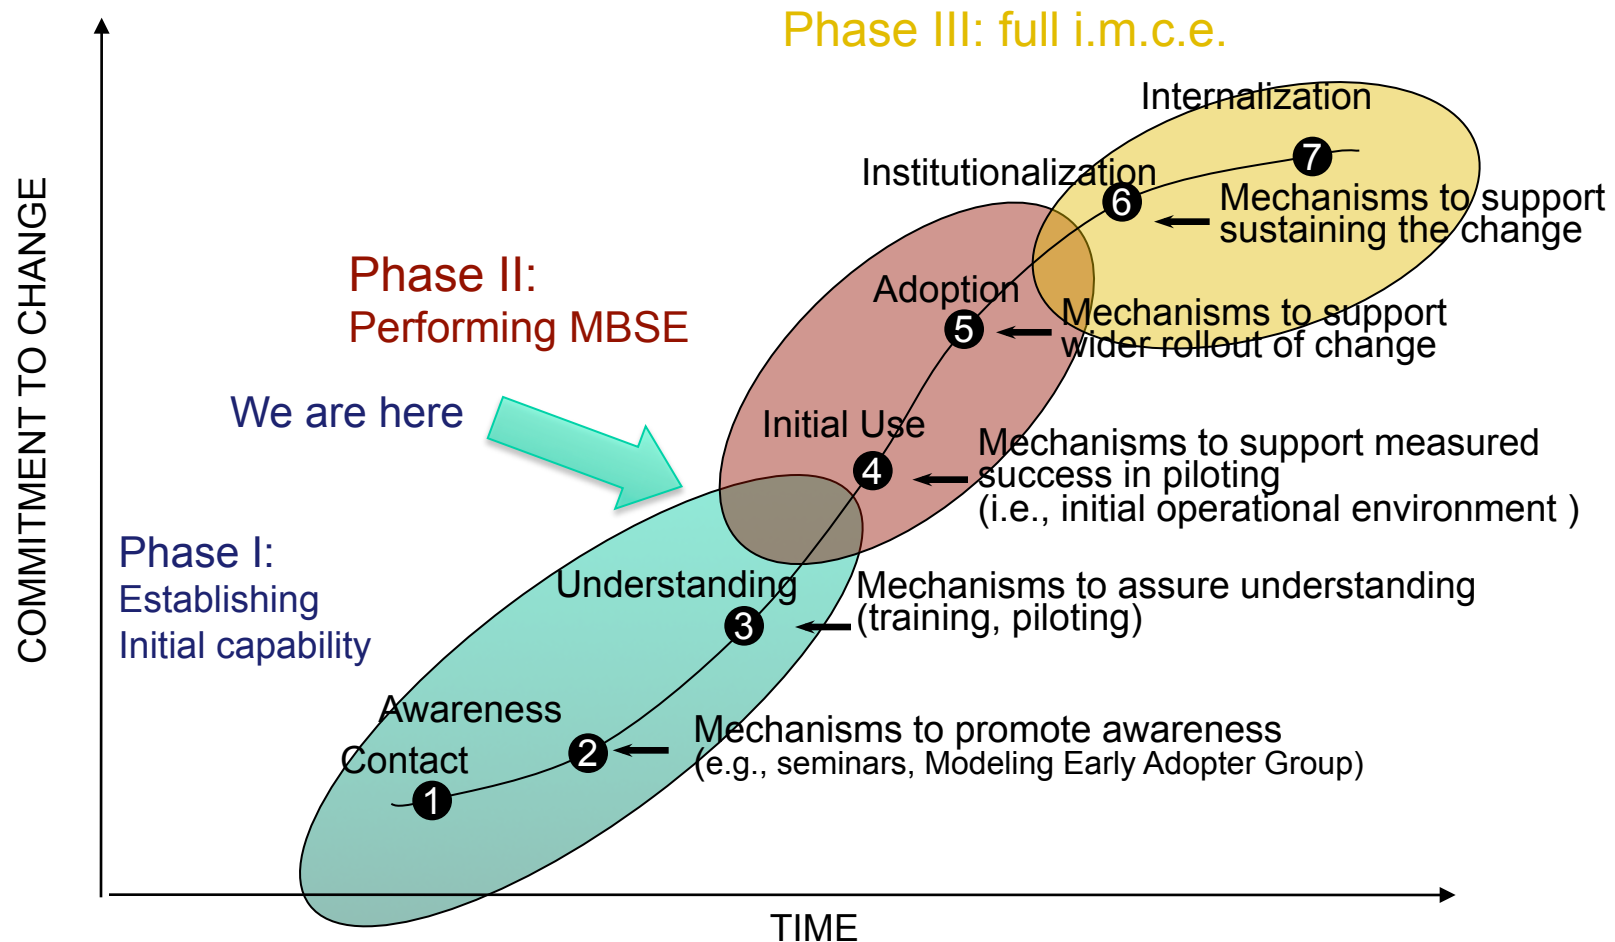 Phase III: full i.m.c.e.
Internalization
7
Institutionalization
6
Mechanisms to support
sustaining the change
Phase II:
Performing MBSE
Adoption
5
Mechanisms to support
wider rollout of change
We are here
Initial Use
4
Mechanisms to support measured
success in piloting
(i.e., initial operational environment )
Phase I:
Establishing
Initial capability
Understanding
3
Mechanisms to assure understanding
(training, piloting)
Awareness
2
Mechanisms to promote awareness
(e.g., seminars, Modeling Early Adopter Group)
Contact
1
COMMITMENT TO CHANGE
TIME